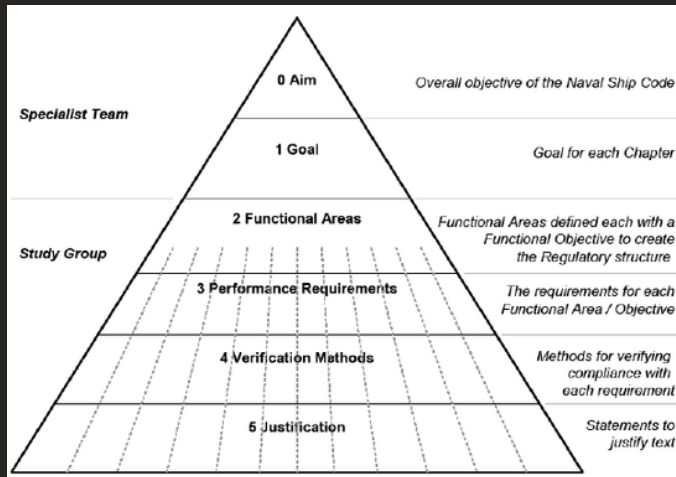 0 Aim
Overall objective of the Naval Ship Code
Specialist Team
1 Goal
Goal for each Chapter
2 Functional Areas
Functional Areas defined each with a
Functional Objective to create
the Regulatory structure
Study Group
3 Performance Requirements
The requirements for each
Functional Area / Objective
4 Verification Methods
Methods for verifying
compliance with
each requirement
5 Justification
Statements to
justify text